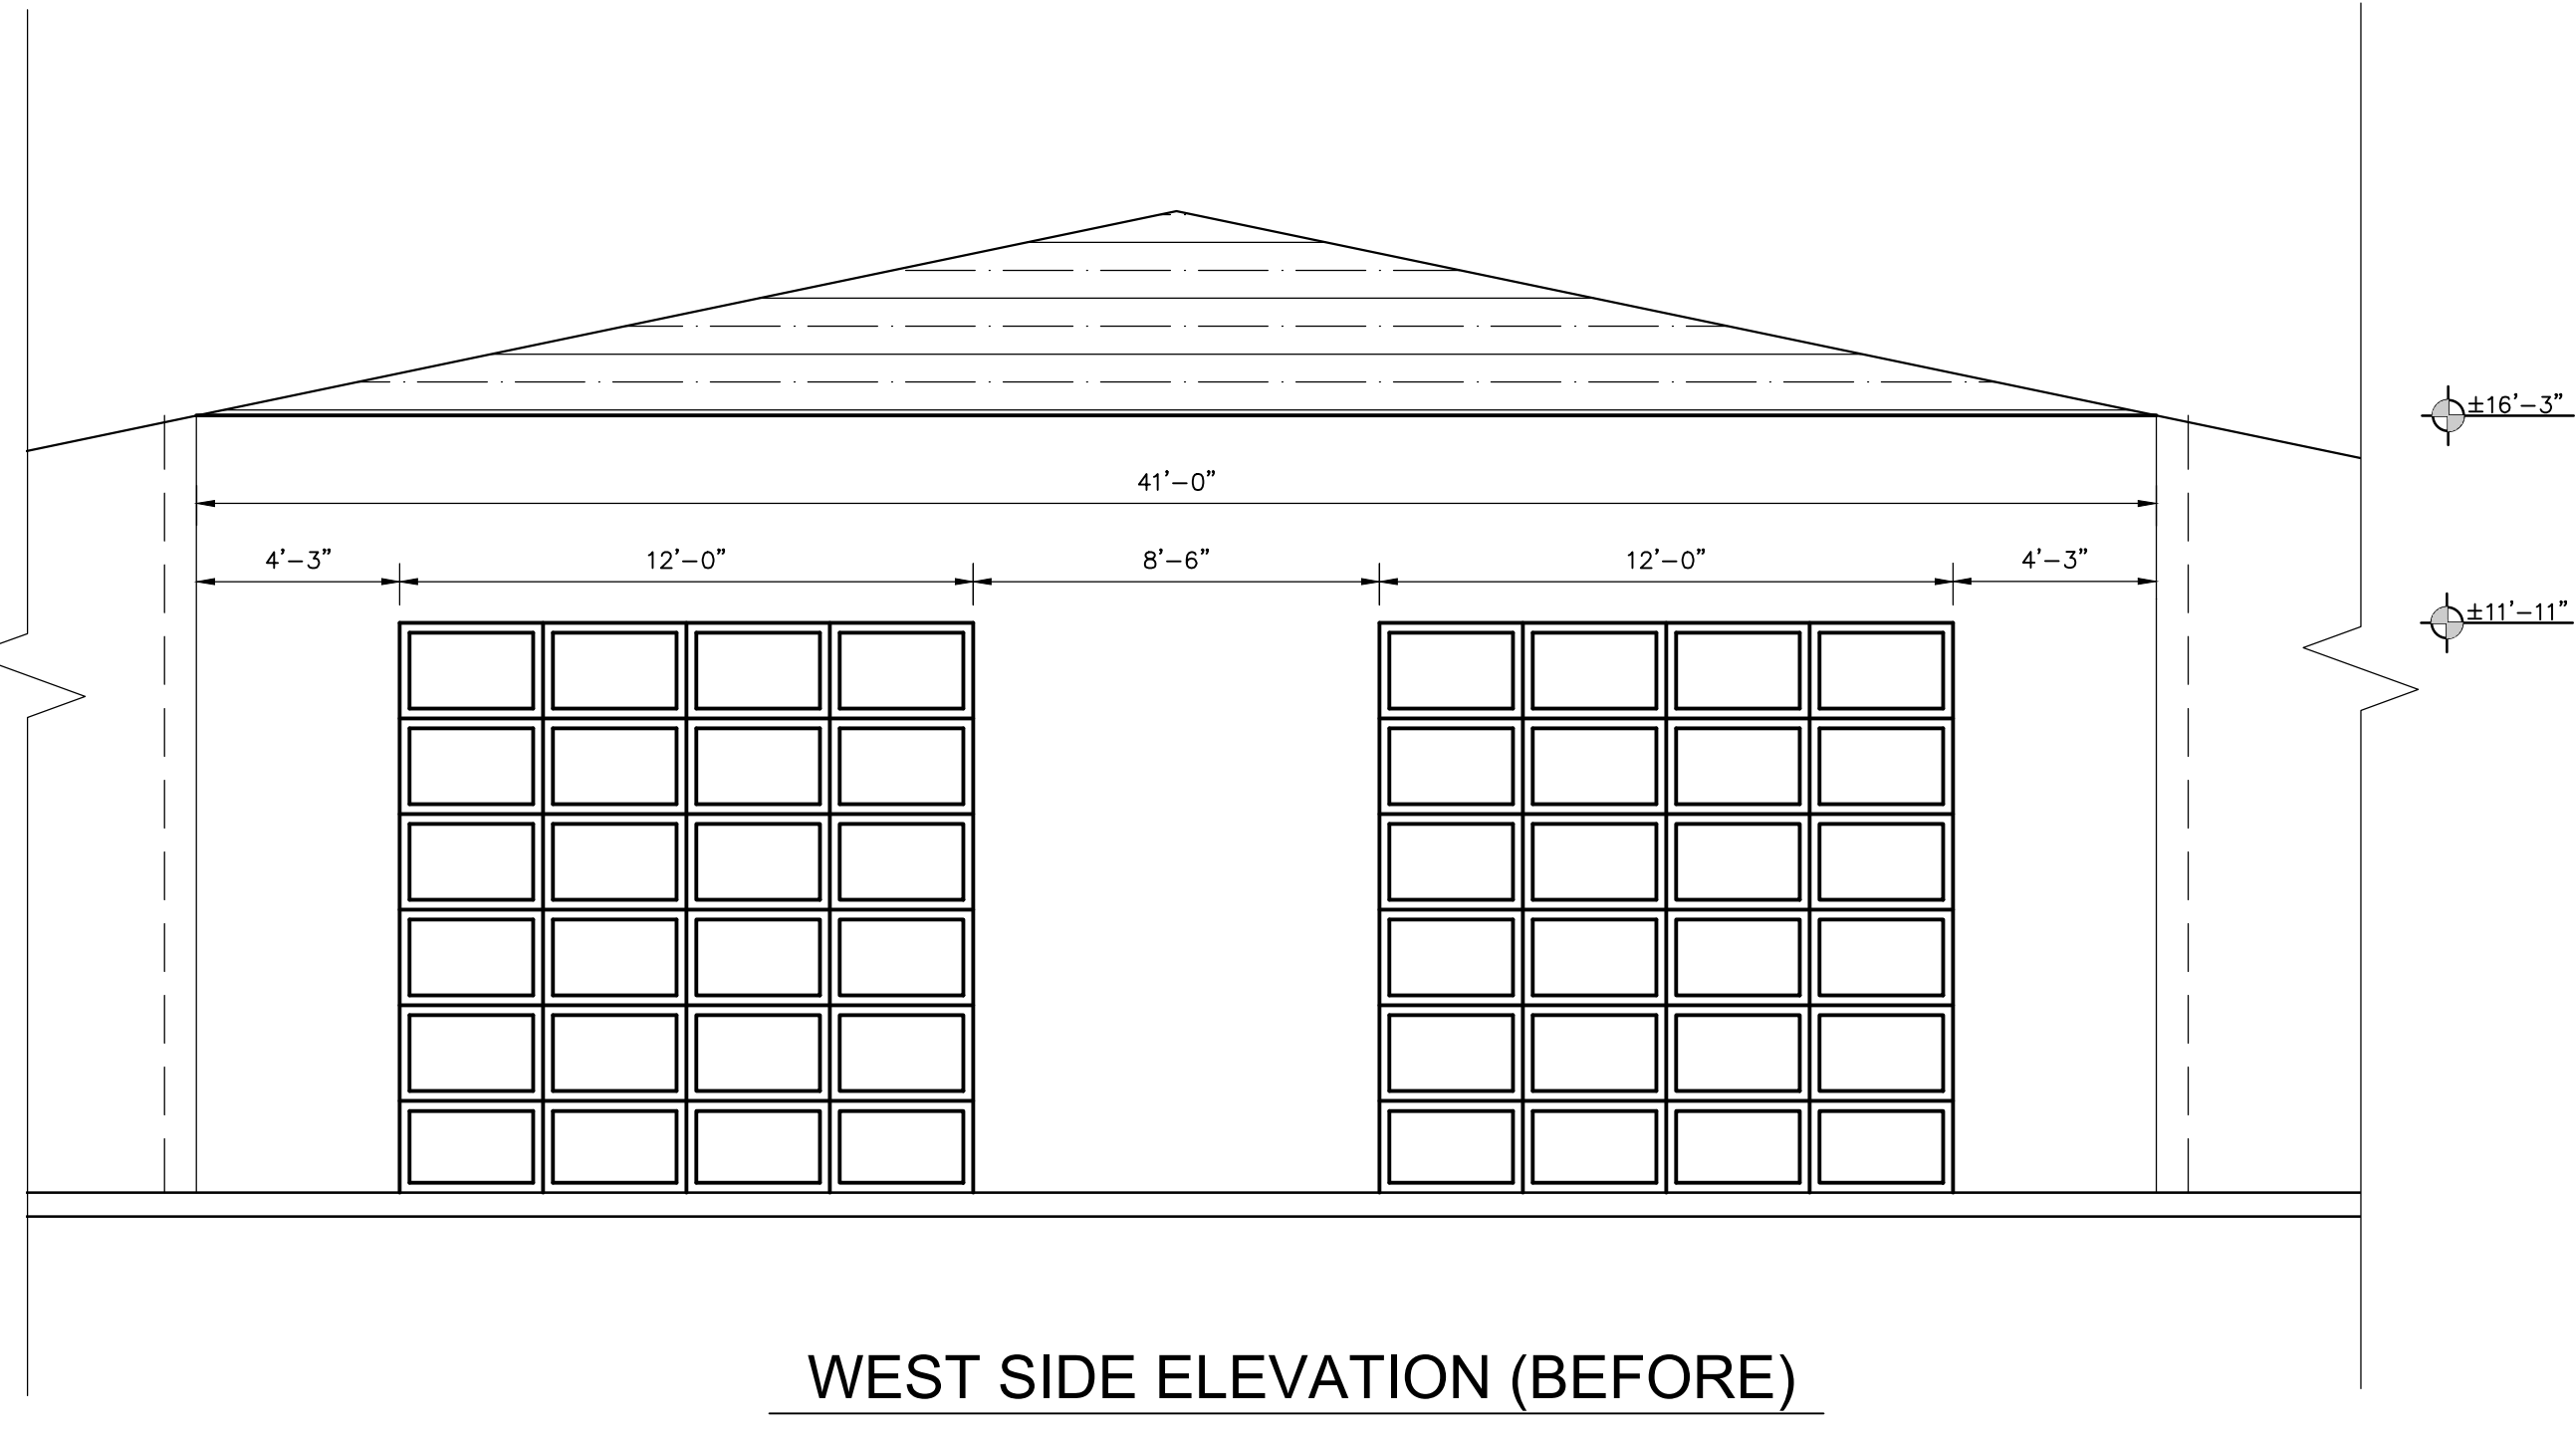 ±16'-3"
41'-0"
4'-3" 12'-0" 8'-6" 12'-0" 4'-3"
±11'-11"
WEST SIDE ELEVATION (BEFORE)